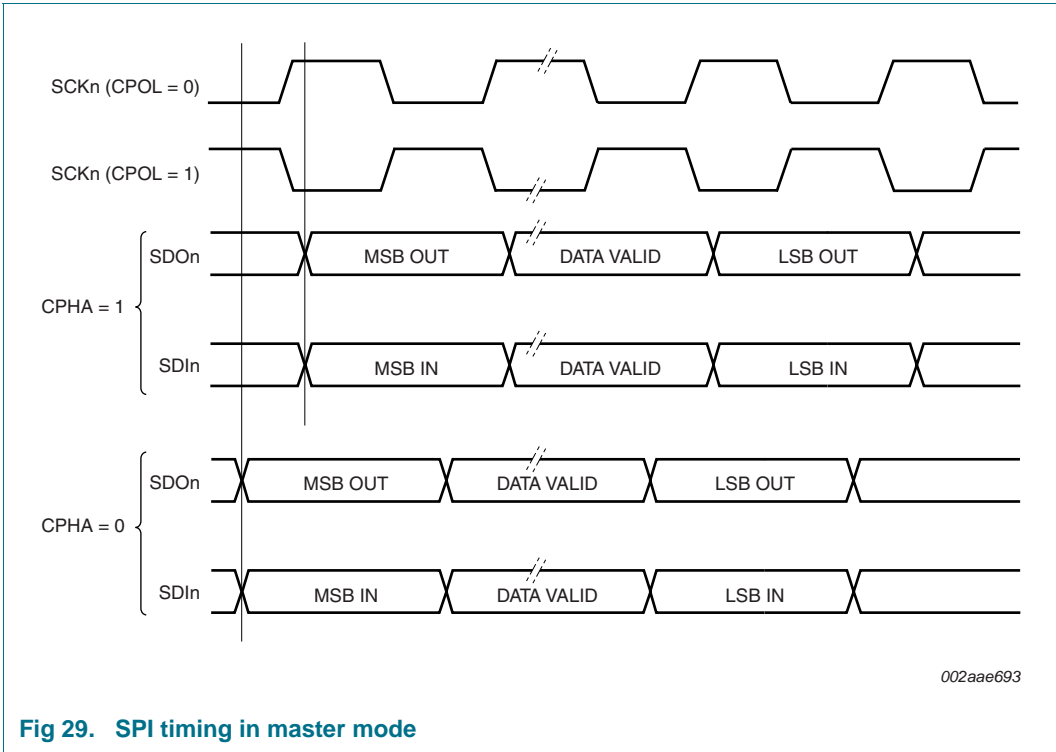 SCKn (CPOL = 0)
SCKn (CPOL = 1)
CPHA = 1
SDOn
MSB OUT
DATA VALID
LSB OUT
SDIn
MSB IN
DATA VALID
LSB IN
CPHA = 0
SDOn
MSB OUT
DATA VALID
LSB OUT
SDIn
MSB IN
DATA VALID
LSB IN
002aae693
Fig 29. SPI timing in master mode